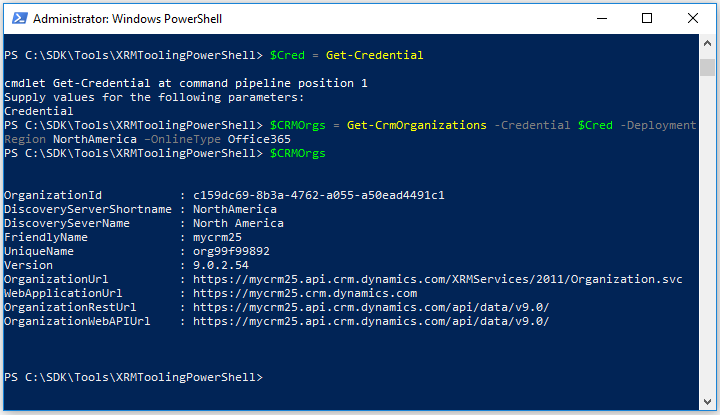 Administrator: Windows PowerShell
PS C:\SDK\Tools\XRMToolingPowerShell> $Cred = Get-Credential
cmdlet Get-Credential at command pipeline position 1
Supply values for the following parameters:
Credential
PS C:\SDK\Tools\XRMToolingPowerShell> $CRMOrgs = Get-CrmOrganizations -Credential $Cred -Deployment
Region NorthAmerica –OnlineType Office365
PS C:\SDK\Tools\XRMToolingPowerShell> $CRMOrgs
OrganizationId : c159dc69-8b3a-4762-a055-a50ead4491c1
DiscoveryServerShortname : NorthAmerica
DiscoverySeverName : North America
FriendlyName : mycrm25
UniqueName : org99f99892
Version : 9.0.2.54
OrganizationUrl : https://mycrm25.api.crm.dynamics.com/XRMServices/2011/Organization.svc
WebApplicationUrl : https://mycrm25.crm.dynamics.com
OrganizationRestUrl : https://mycrm25.api.crm.dynamics.com/api/data/v9.0/
OrganizationWebAPIUrl : https://mycrm25.api.crm.dynamics.com/api/data/v9.0/
PS C:\SDK\Tools\XRMToolingPowerShell>